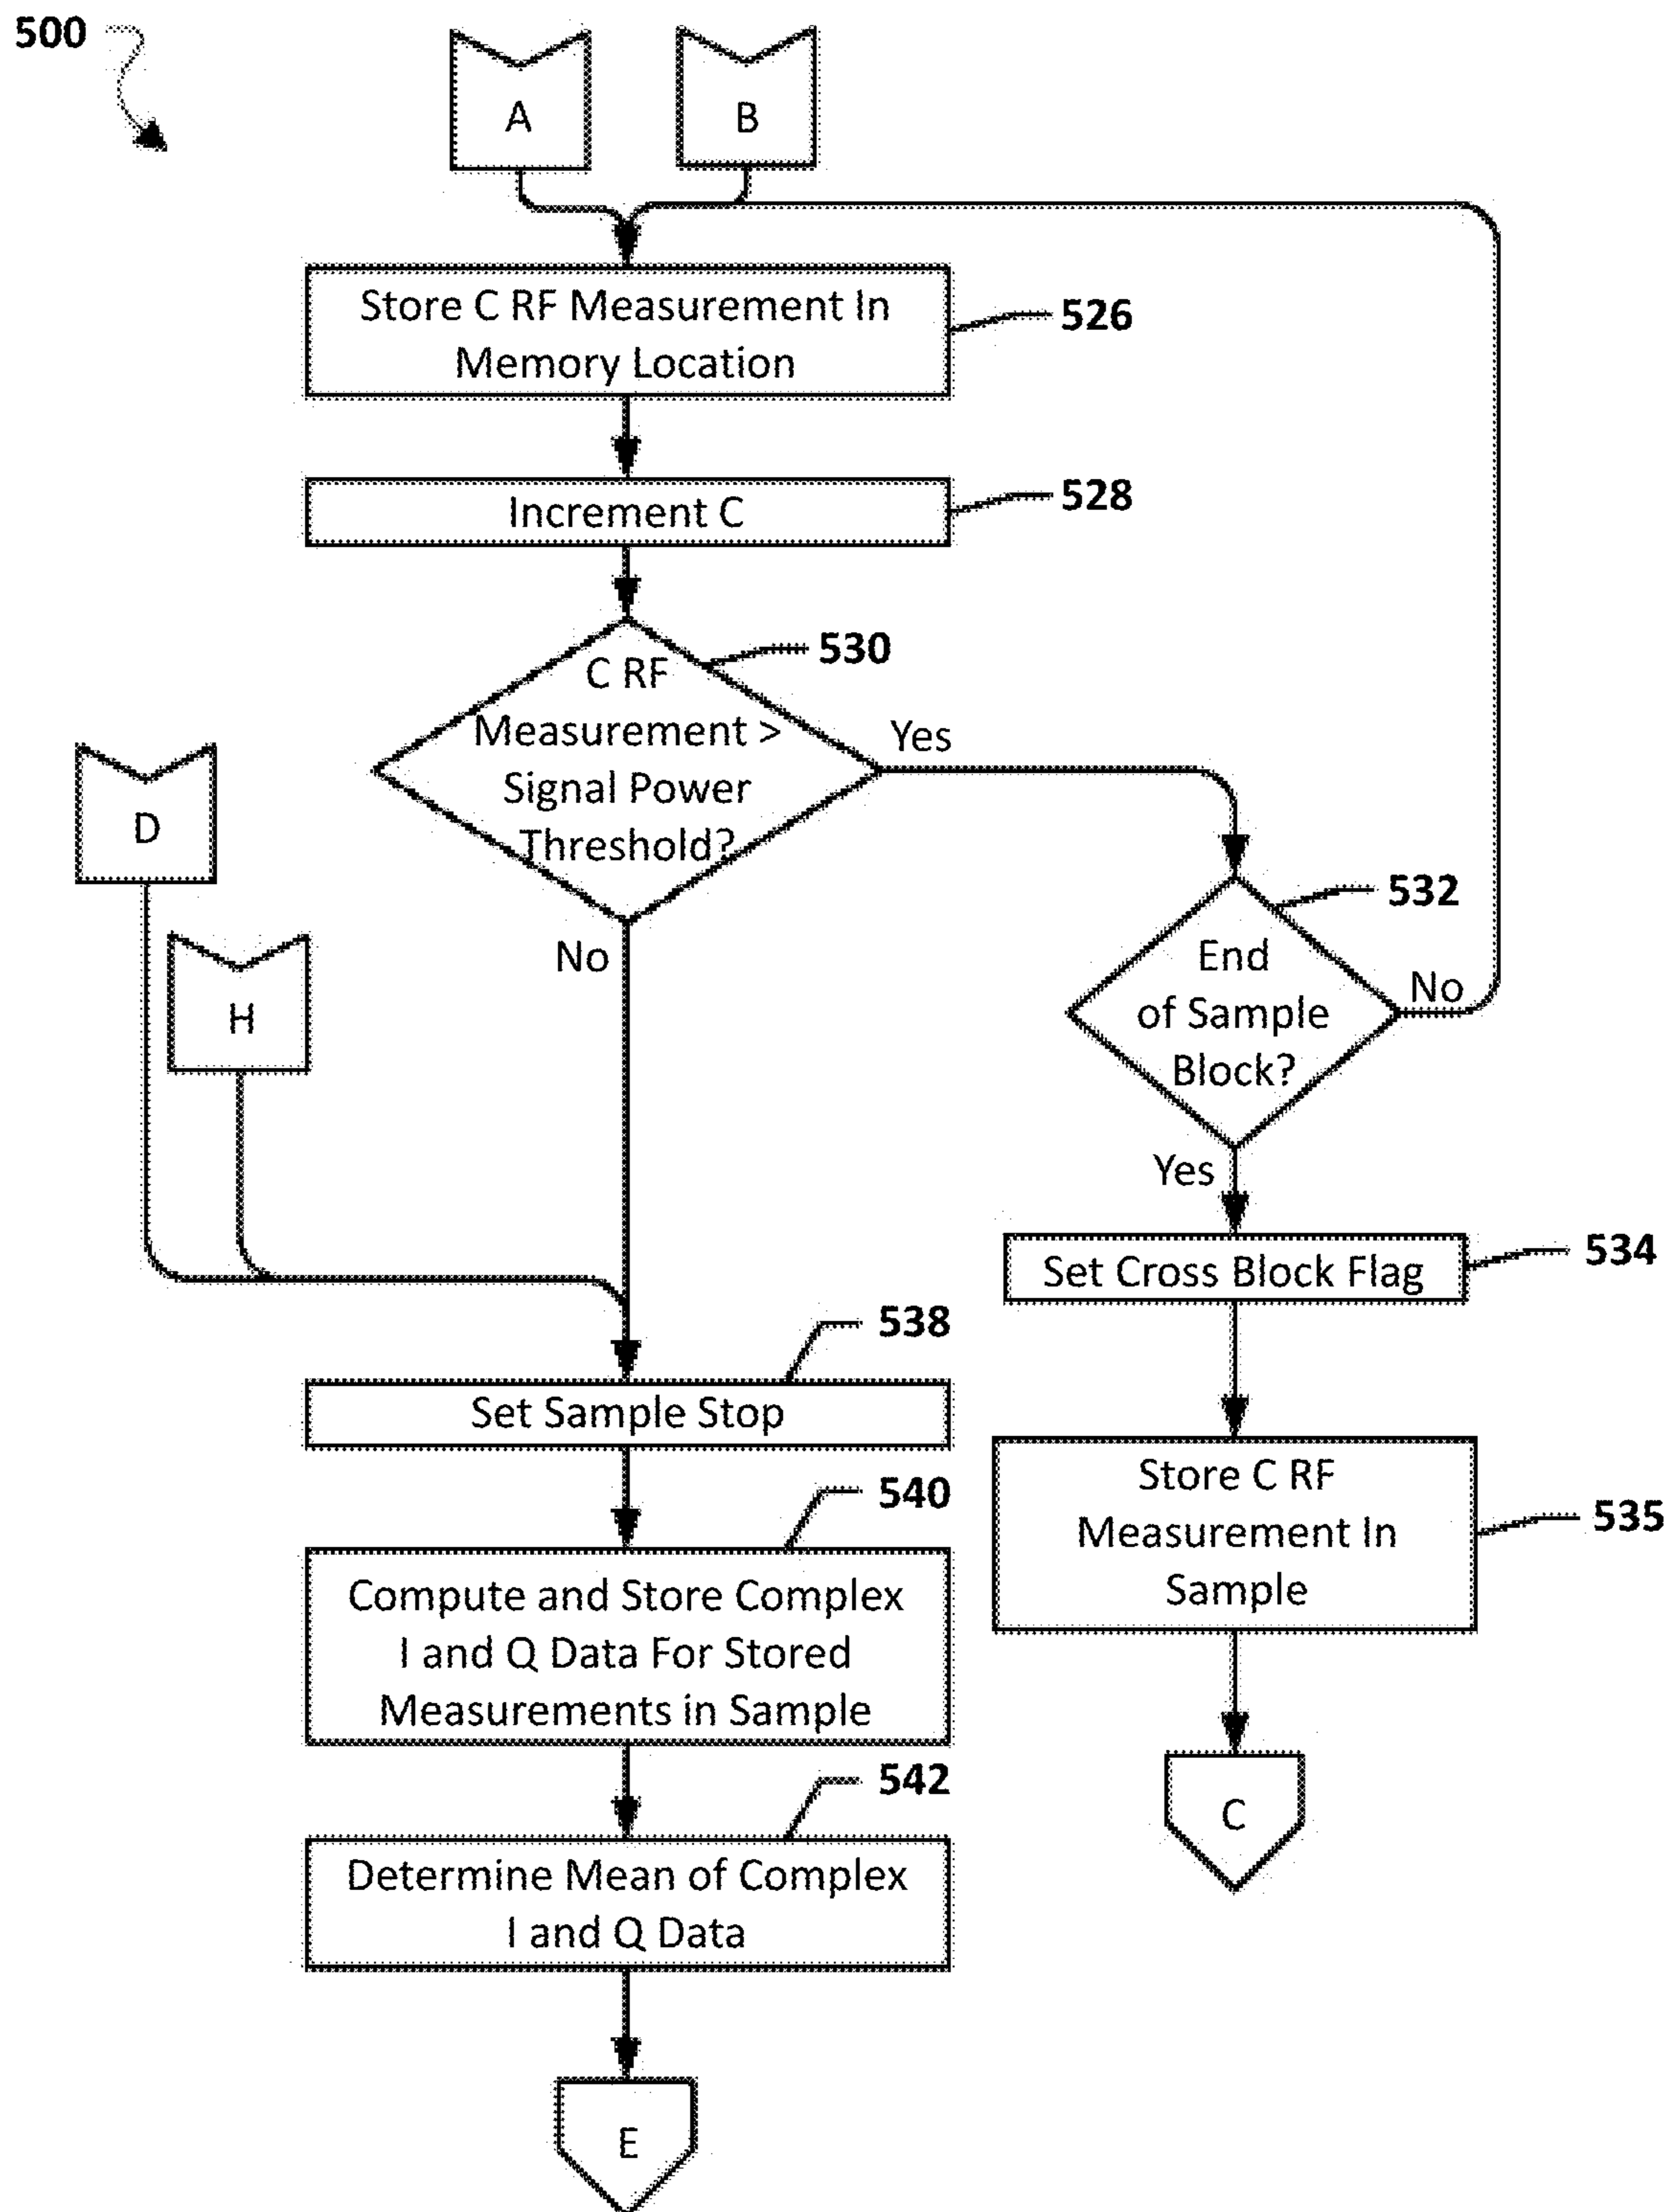 500
A
B
Store C RF Measurement In
Memory Location
526
Increment C
528
C RF
Measurement >
Signal Power
Threshold?
530
Yes
No
D
H
End
of Sample
Block?
532
No
Yes
Set Cross Block Flag
534
Set Sample Stop
538
Store C RF
Measurement In
Sample
535
Compute and Store Complex
I and Q Data For Stored
Measurements in Sample
540
C
Determine Mean of Complex
I and Q Data
542
E